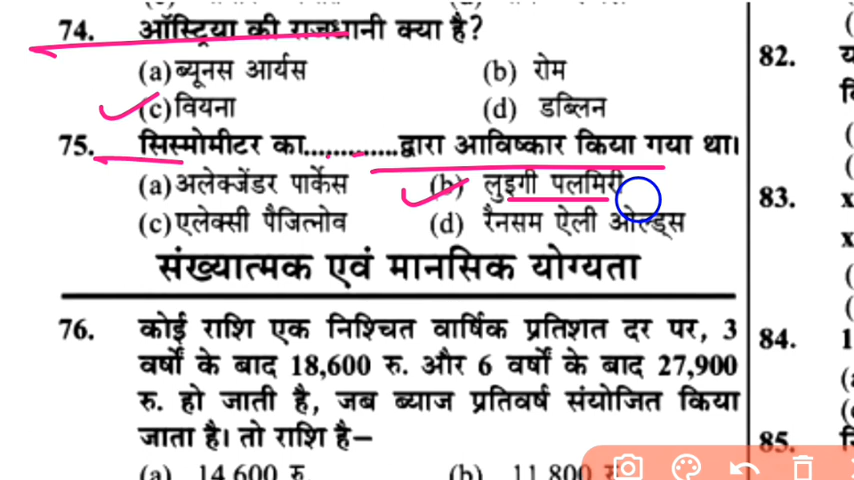 74. ऑस्ट्रिया की राजधानी क्या है?
(a) ब्यूनस आर्यस (b) रोम
(c) वियना (d) डब्लिन
75. सिस्मोमीटर का............द्वारा आविष्कार किया गया था।
(a) अलेक्जेंडर पार्केस (b) लुइगी पलमिरी
(c) एलेक्सी पैजित्नोव (d) रैनसम ऐली ओल्ड्स
संख्यात्मक एवं मानसिक योग्यता
76. कोई राशि एक निश्चित वार्षिक प्रतिशत दर पर, 3
वर्षों के बाद 18,600 रु. और 6 वर्षों के बाद 27,900
रु. हो जाती है, जब ब्याज प्रतिवर्ष संयोजित किया
जाता है। तो राशि है–
(a) 14,600 रु. (b) 11,800
82.
83.
x
x
84. 1
85.